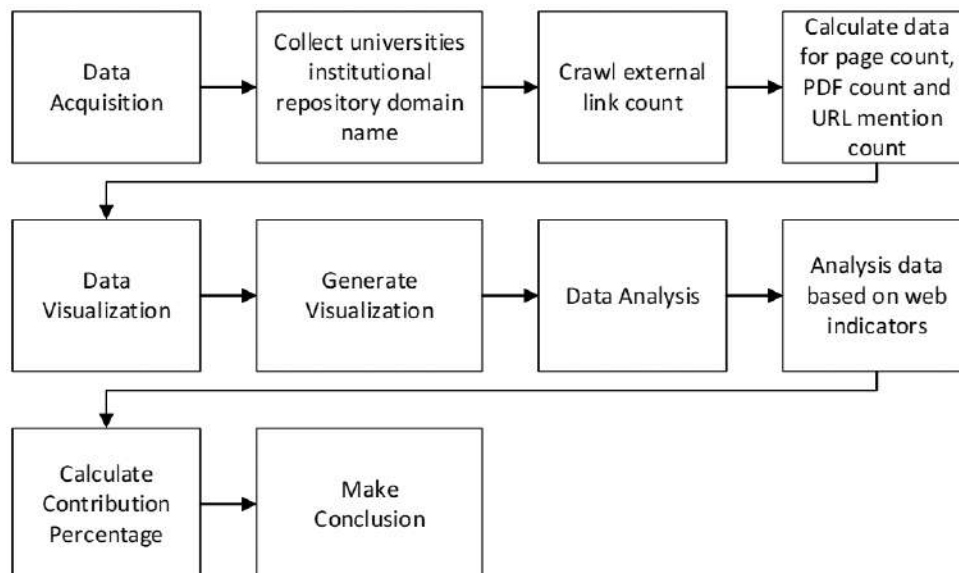 Data
Acquisition
Collect universities
institutional
repository domain
name
Crawl external
link count
Calculate data
for page count,
PDF count and
URL mention
count
Data
Visualization
Generate
Visualization
Data Analysis
Analysis data
based on web
indicators
Calculate
Contribution
Percentage
Make
Conclusion